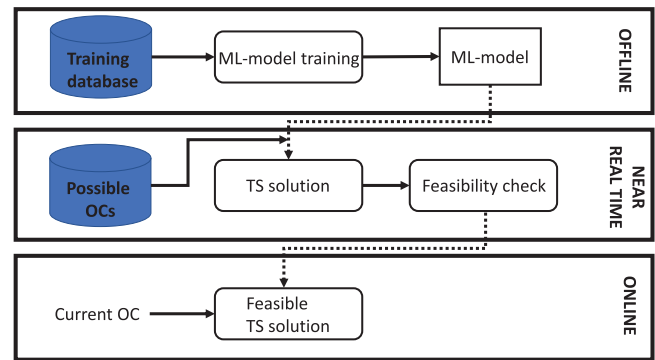 Training
database
ML-model training
ML-model
OFFLINE
Possible
OCs
TS solution
Feasibility check
NEAR
REAL TIME
Current OC
Feasible
TS solution
ONLINE